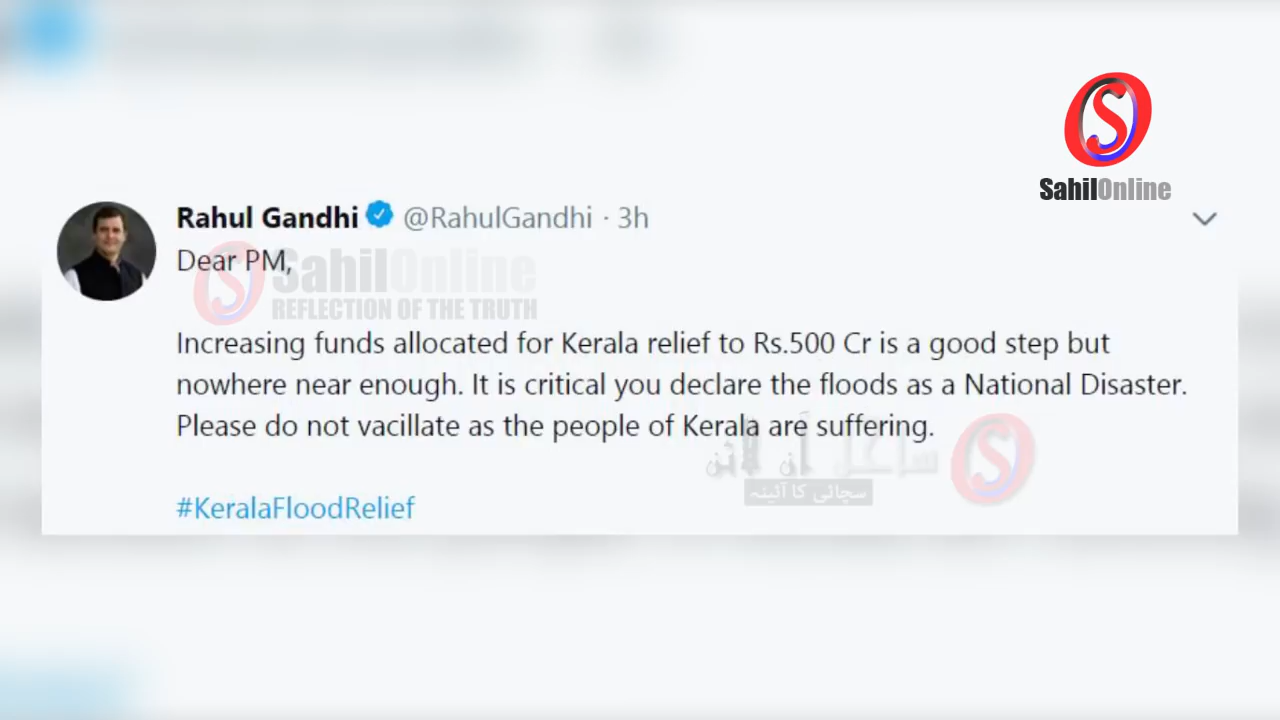 SahilOnline
Rahul Gandhi @RahulGandhi · 3h
Dear PM,
SahilOnline
REFLECTION OF THE TRUTH
Increasing funds allocated for Kerala relief to Rs.500 Cr is a good step but
nowhere near enough. It is critical you declare the floods as a National Disaster.
Please do not vacillate as the people of Kerala are suffering.
ساحل آن لائن
سچائی کا آئینہ
#KeralaFloodRelief